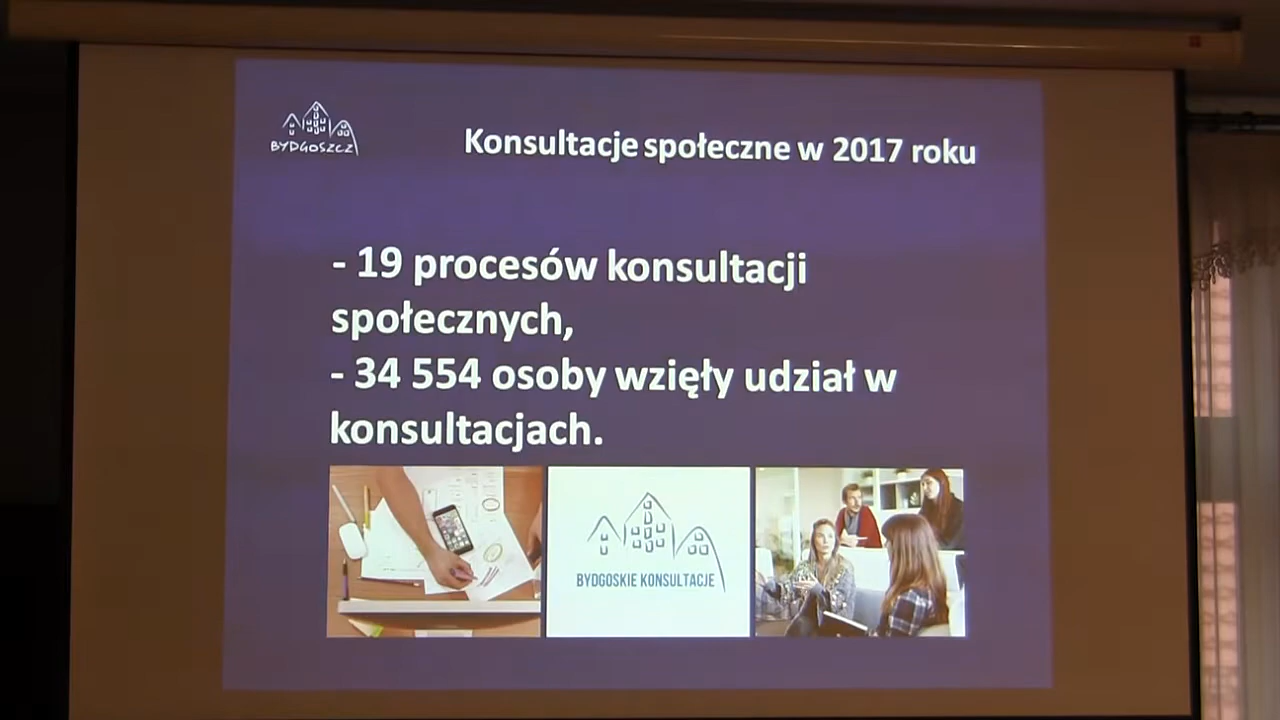 BYDGOSZCZ
Konsultacje społeczne w 2017 roku
- 19 procesów konsultacji
społecznych,
- 34 554 osoby wzięły udział w
konsultacjach.
BYDGOSKIE KONSULTACJE